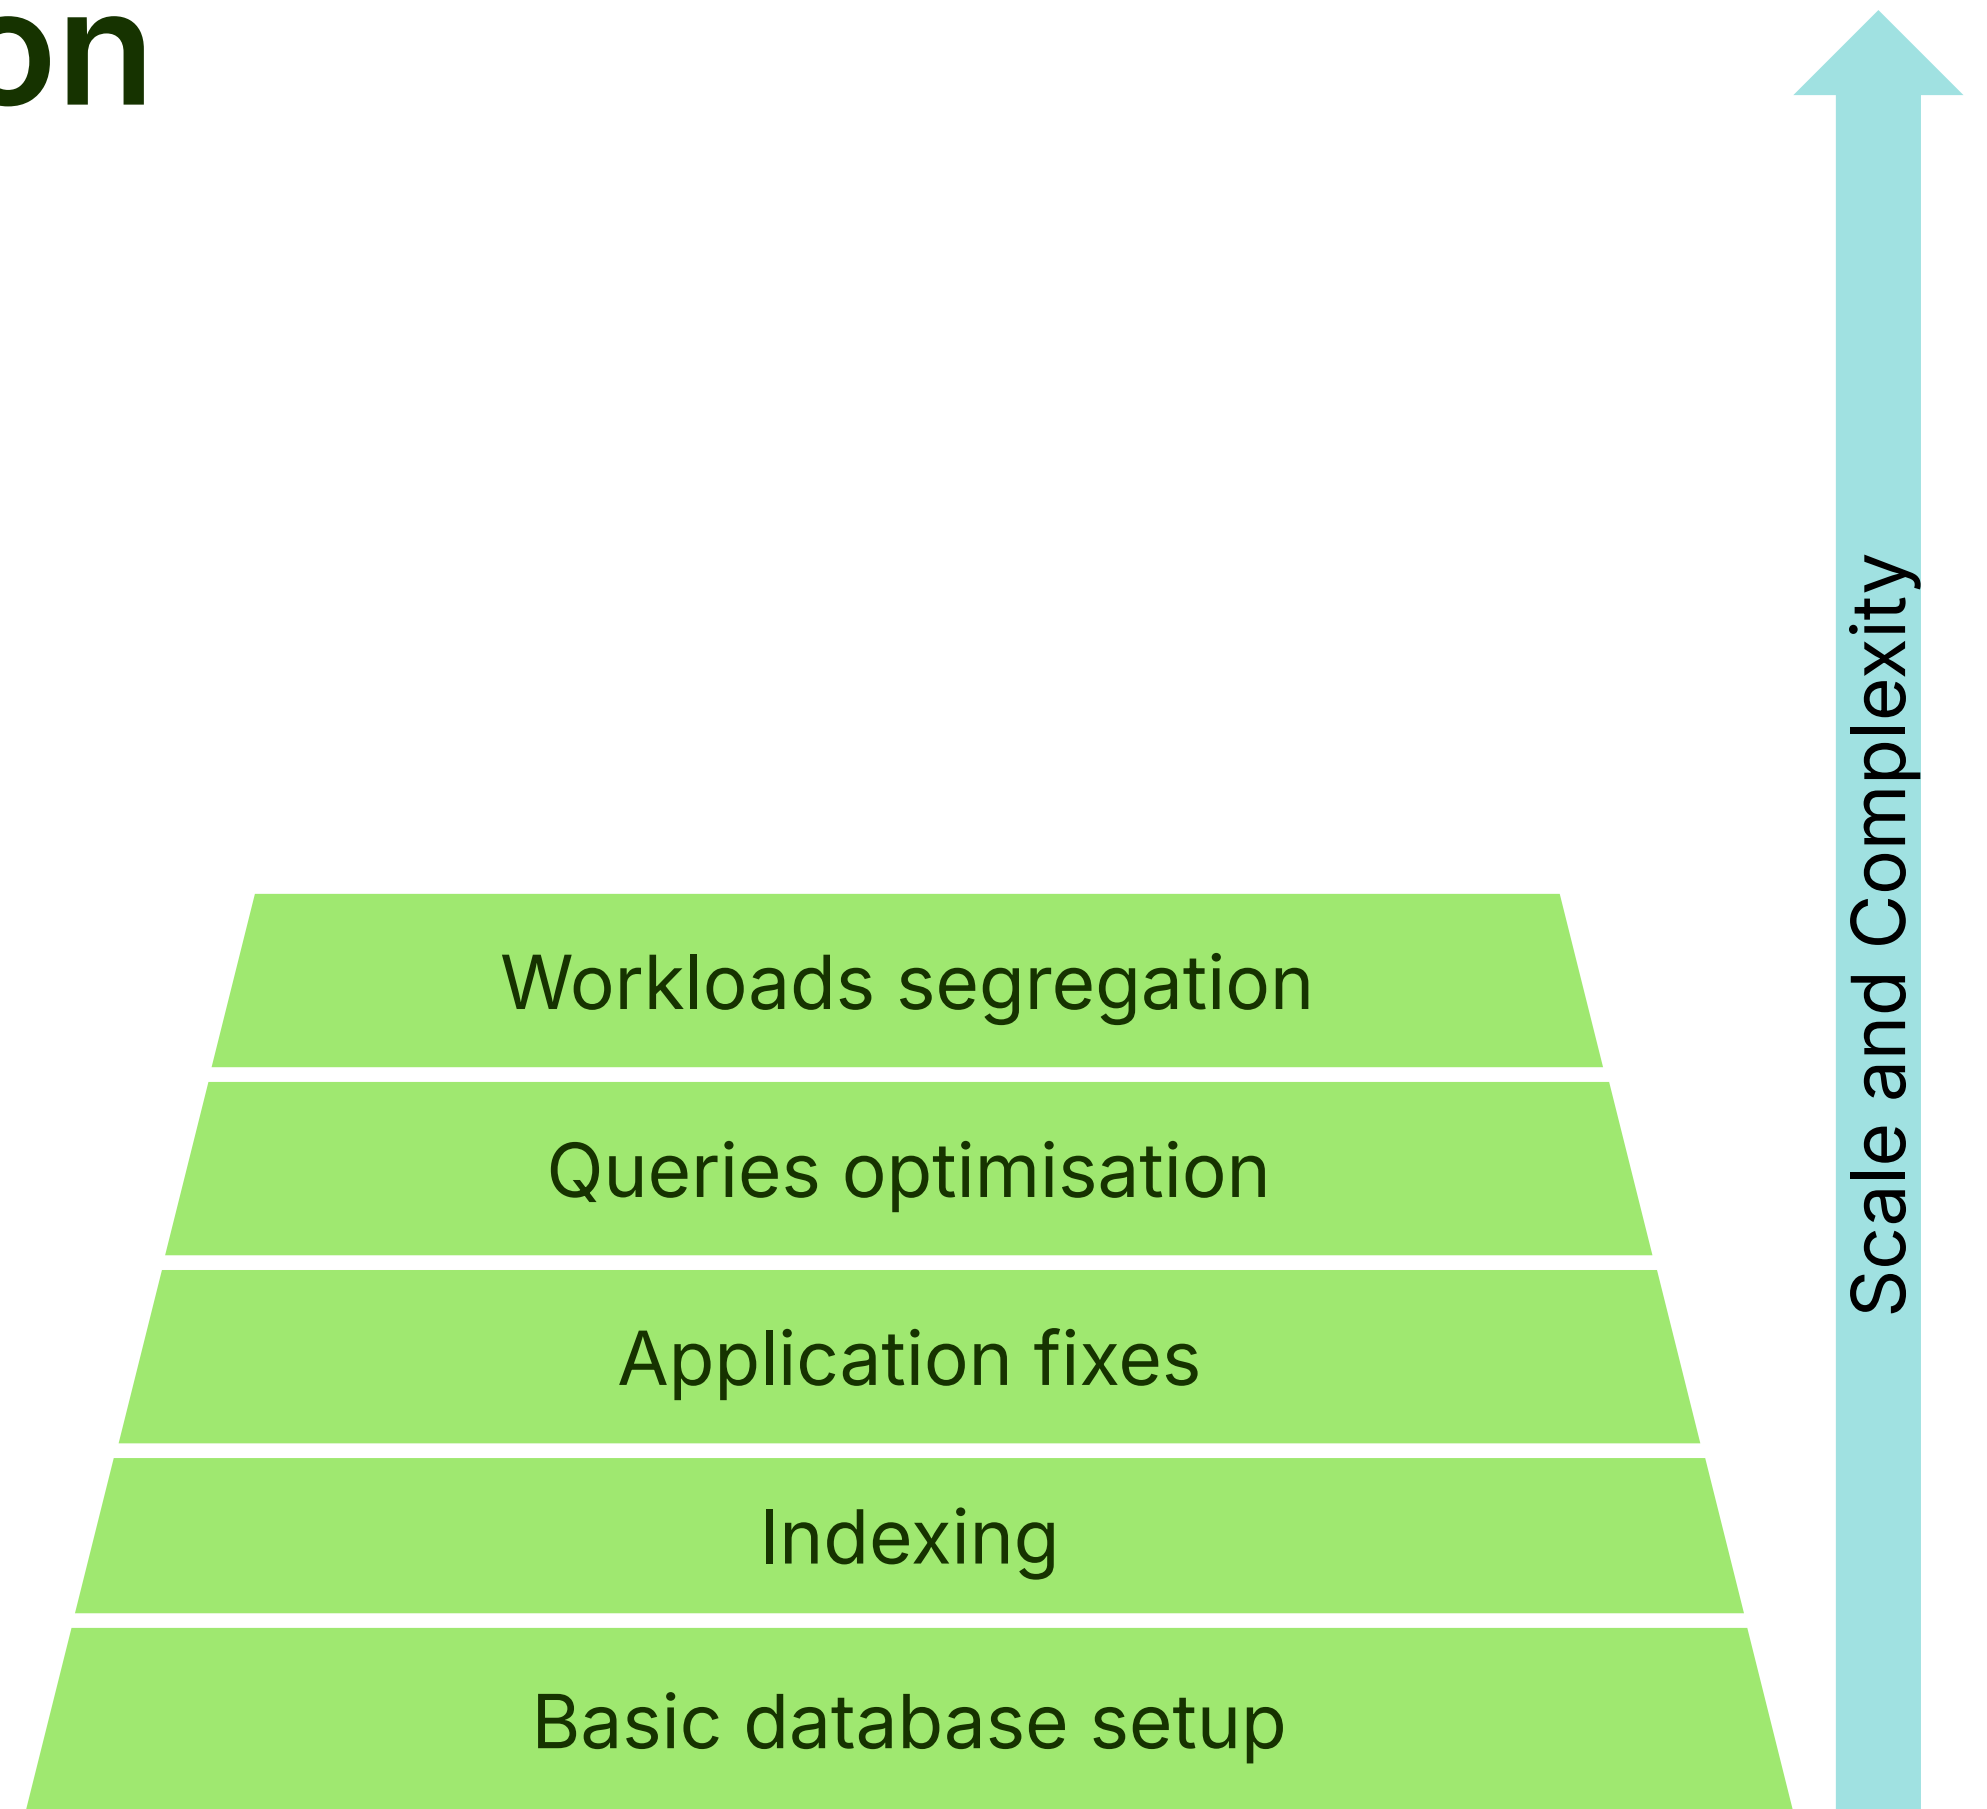 on
Workloads segregation
Queries optimisation
Application fixes
Indexing
Basic database setup
Scale and Complexity